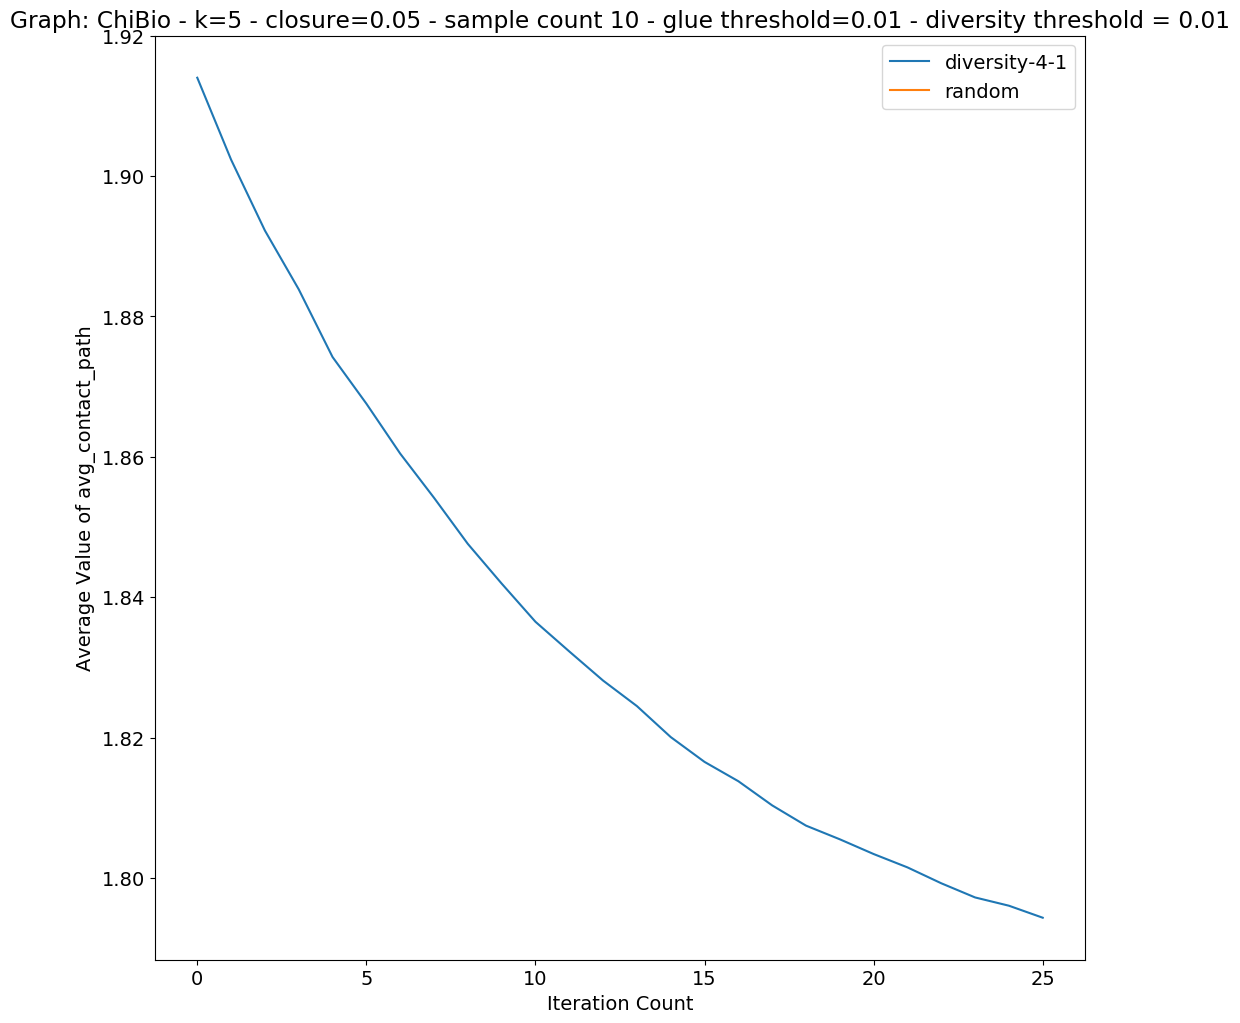 Graph: ChiBio - k=5 - closure=0.05 - sample count 10 - glue threshold=0.01 - diversity threshold = 0.01
diversity-4-1
random
Average Value of avg_contact_path
1.92
1.90
1.88
1.86
1.84
1.82
1.80
0 5 10 15 20 25
Iteration Count